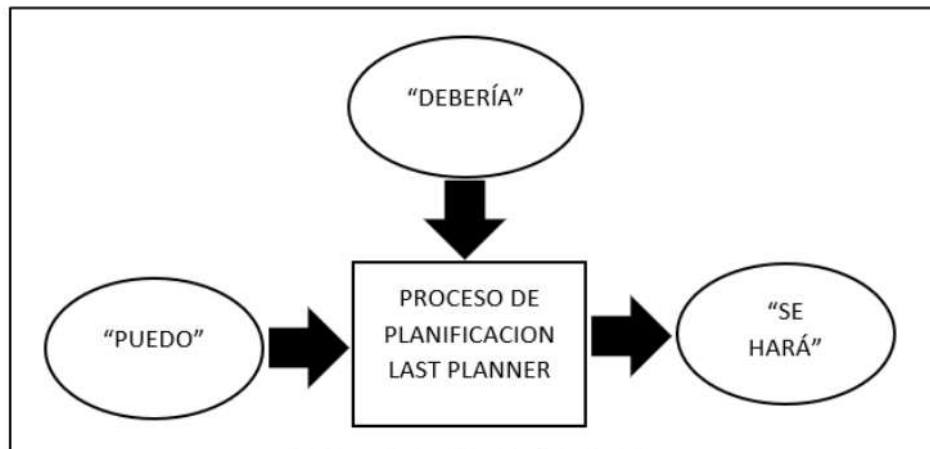 “DEBERÍA”
“PUEDO”
PROCESO DE
PLANIFICACION
LAST PLANNER
“SE
HARÁ”